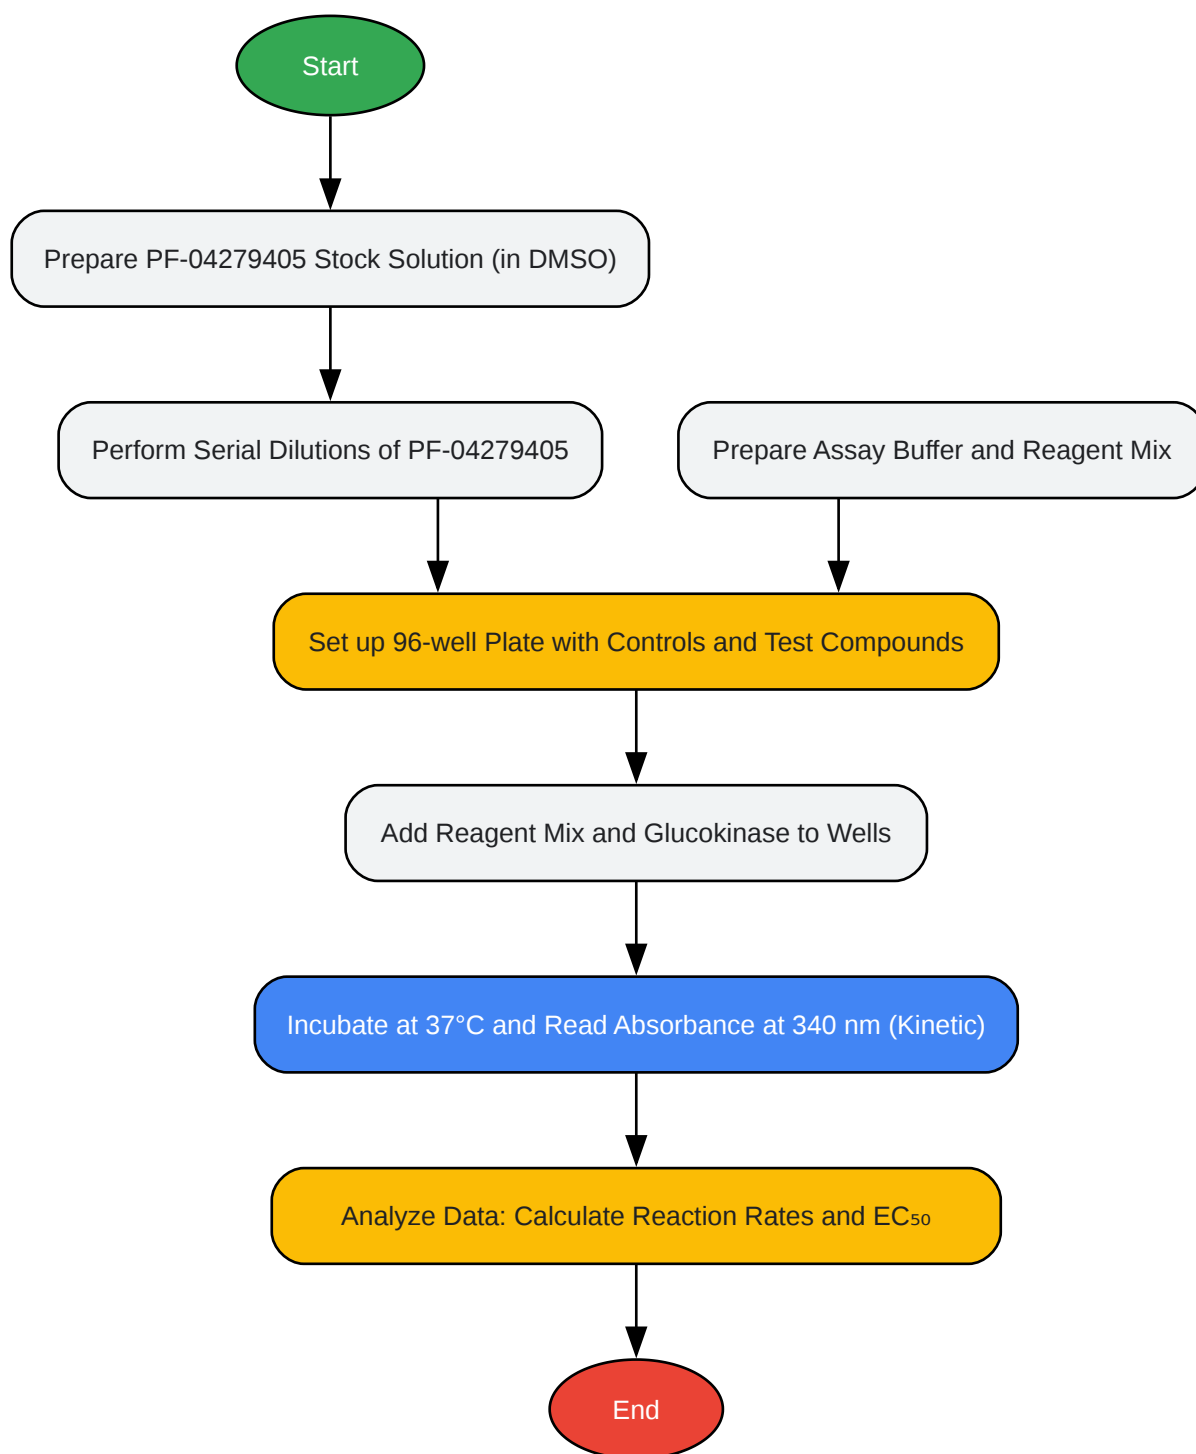 Start
Prepare PF-04279405 Stock Solution (in DMSO)
Perform Serial Dilutions of PF-04279405
Prepare Assay Buffer and Reagent Mix
Set up 96-well Plate with Controls and Test Compounds
Add Reagent Mix and Glucokinase to Wells
Incubate at 37°C and Read Absorbance at 340 nm (Kinetic)
Analyze Data: Calculate Reaction Rates and EC₅₀
End